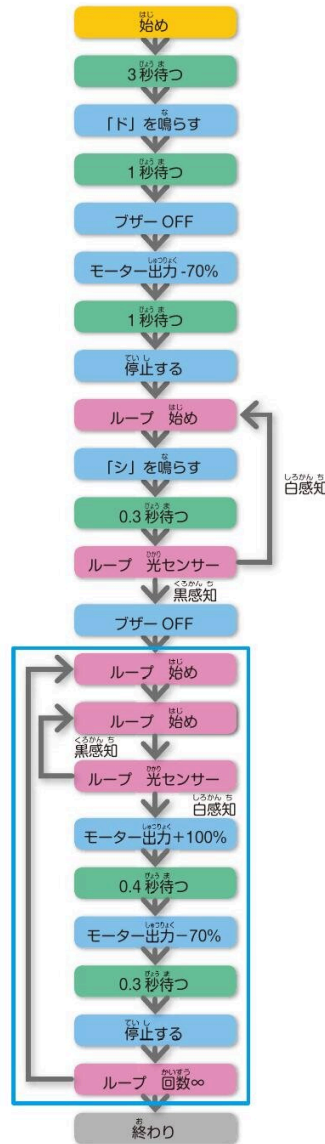 始め
3秒待つ
「ド」を鳴らす
1秒待つ
ブザーOFF
モーター出力-70%
1秒待つ
停止する
ループ 始め
「シ」を鳴らす
白感知
0.3秒待つ
ループ 光センサー
黒感知
ブザーOFF
ループ 始め
ループ 始め
黒感知
ループ 光センサー
白感知
モーター出力+100%
0.4秒待つ
モーター出力-70%
0.3秒待つ
停止する
ループ 回数∞
終わり